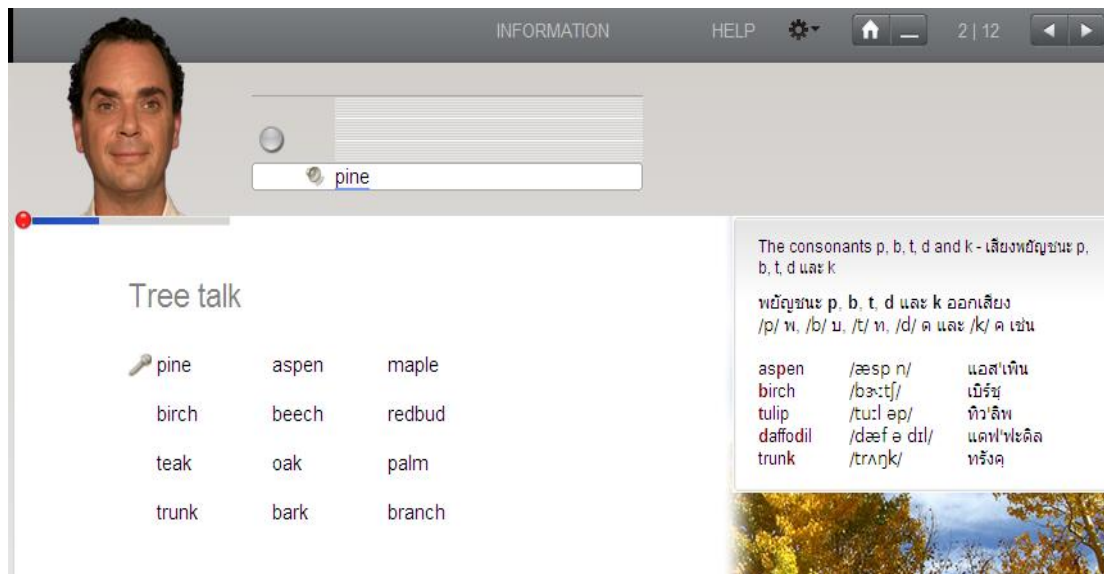 INFORMATION HELP 2 | 12
pine
The consonants p, b, t, d and k - เสียงพยัญชนะ p,
b, t, d และ k
พยัญชนะ p, b, t, d และ k ออกเสียง
/p/ พ, /b/ บ, /t/ ท, /d/ ด และ /k/ ค เช่น
aspen /æsp n/ แอส'เพิน
birch /bɝːtʃ/ เบิร์ชฺ
tulip /tuːl əp/ ทิว'ลิพ
daffodil /dæf ə dɪl/ แดฟ'ฟะดิล
trunk /trʌŋk/ ทรังคฺ
Tree talk
pine aspen maple
birch beech redbud
teak oak palm
trunk bark branch